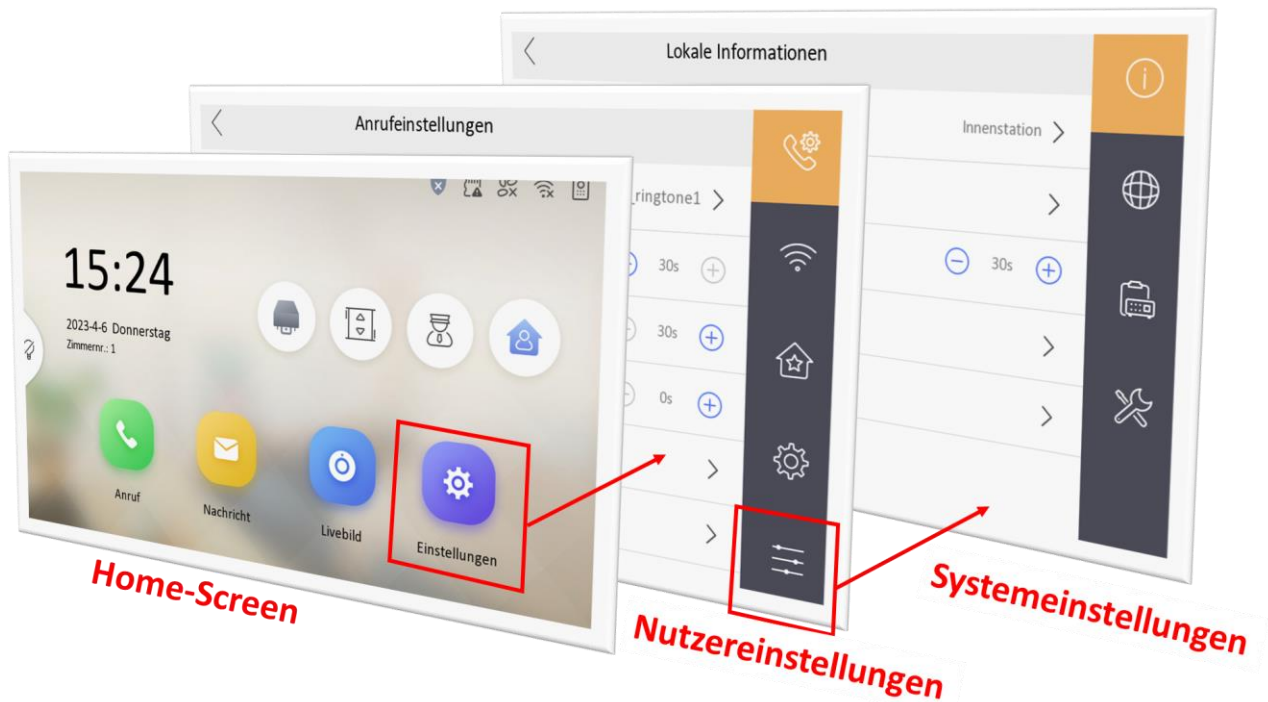 Lokale Informationen
Innenstation
30s
Anrufeinstellungen
_ringtone1
30s
30s
0s
15:24
2023-4-6 Donnerstag
Zimmernr.: 1
Anruf
Nachricht
Livebild
Einstellungen
Home-Screen
Nutzereinstellungen
Systemeinstellungen